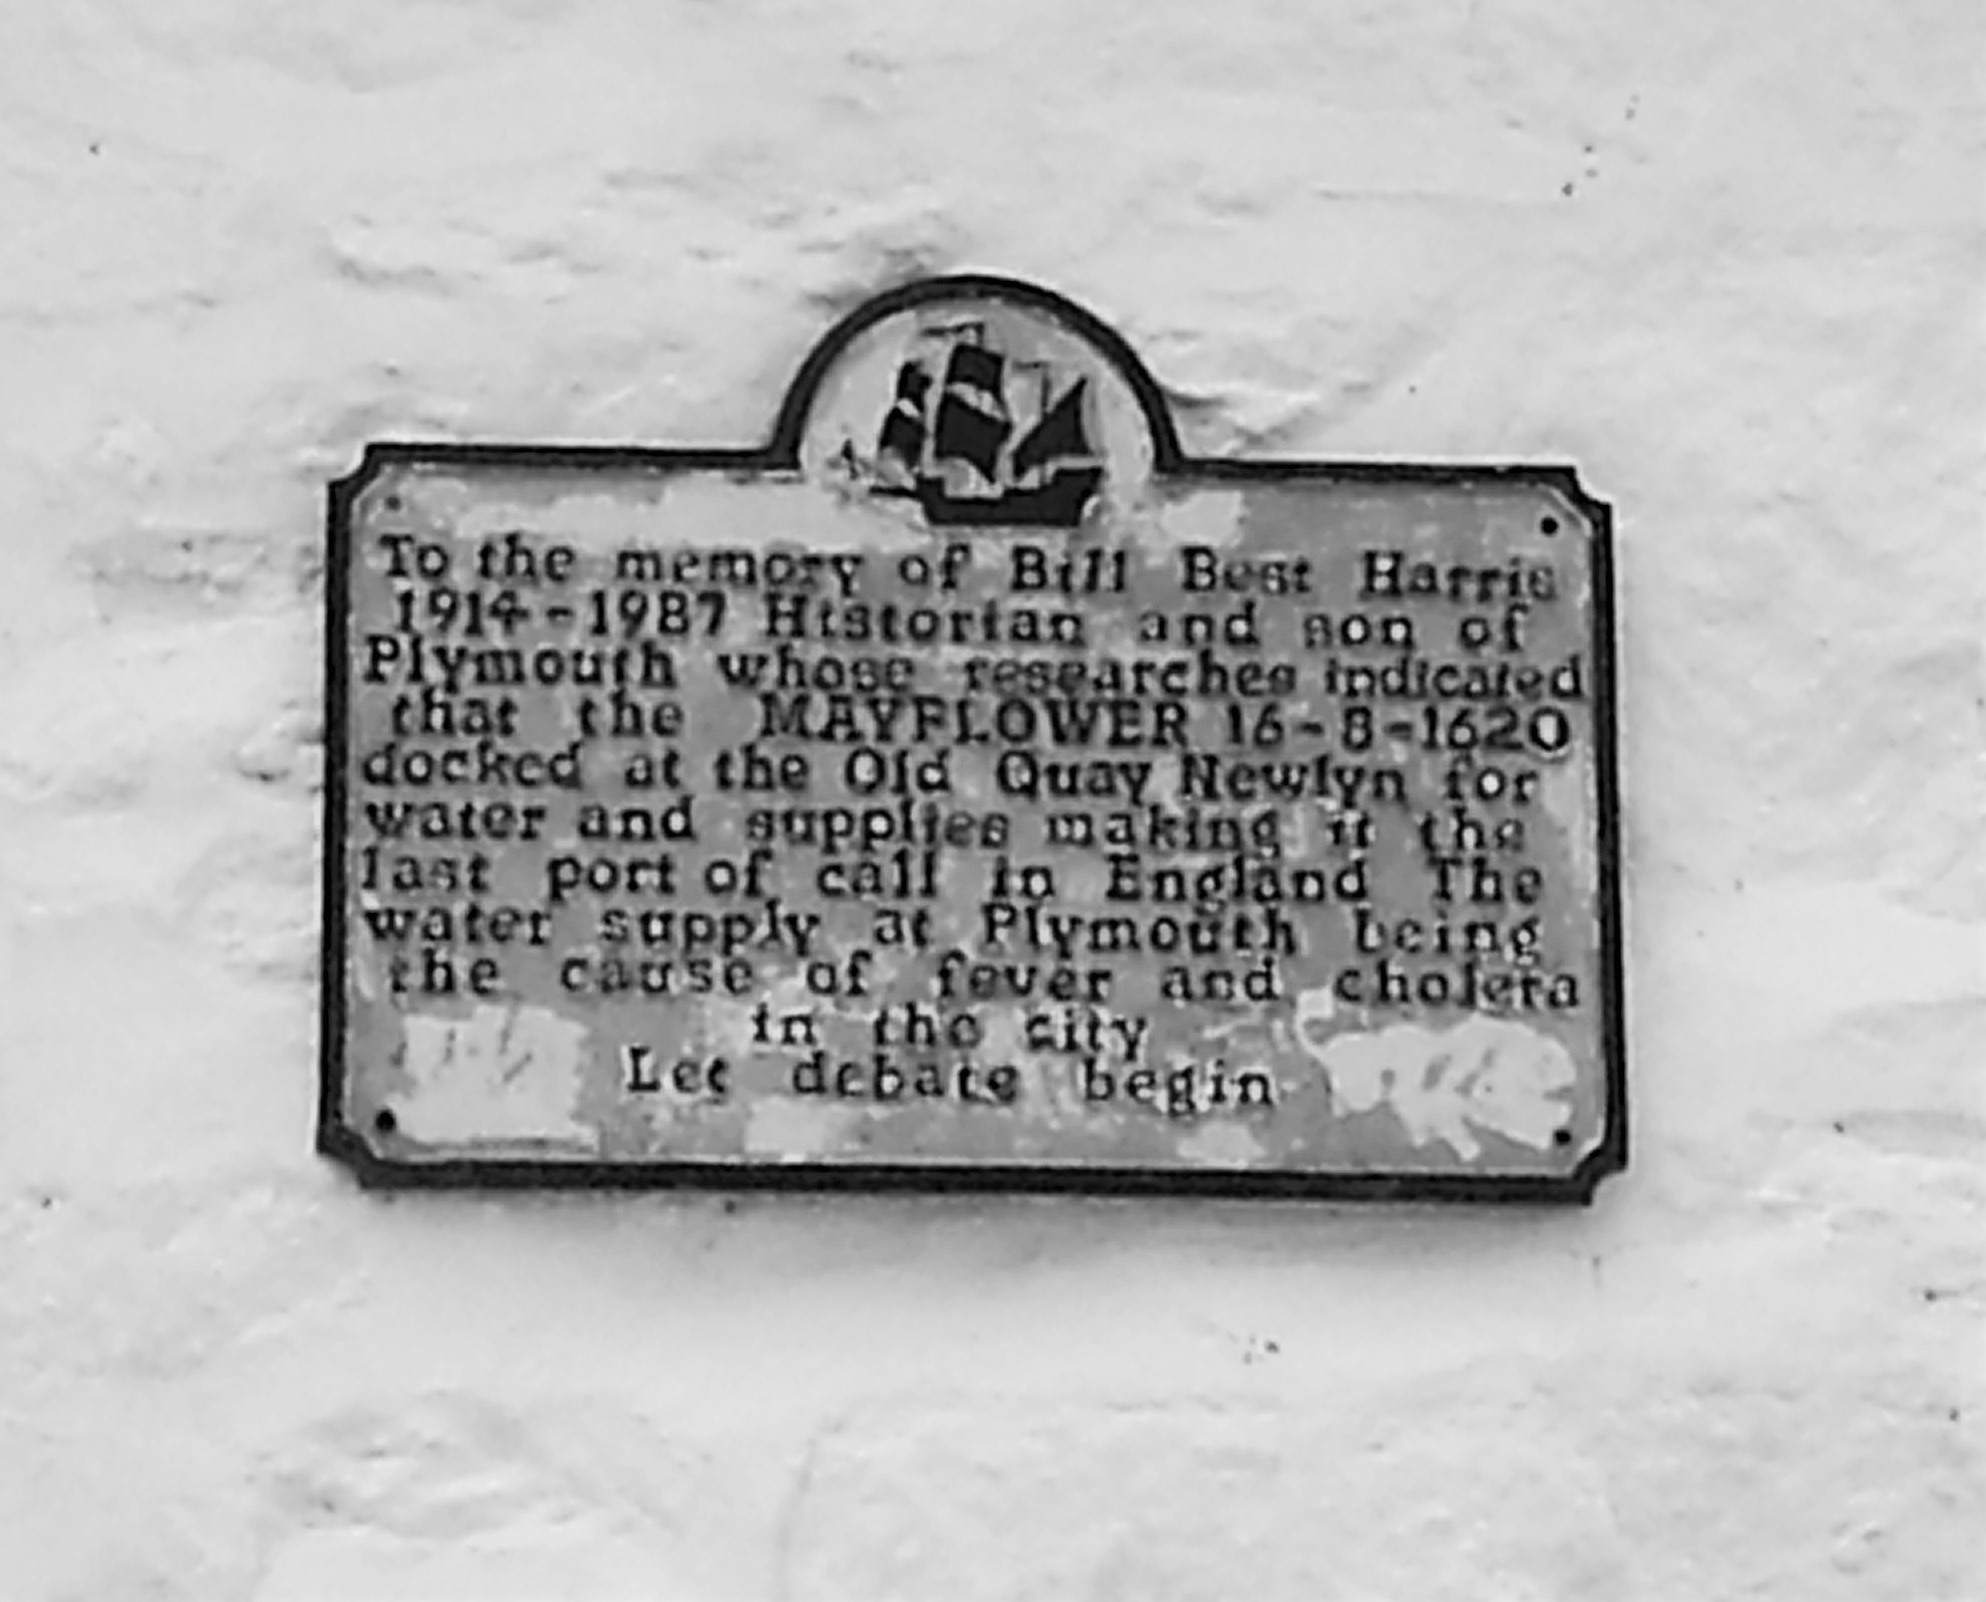 To the memory of Bill Best Harris
1914-1987 Historian and son of
Plymouth whose researches indicated
that the MAYFLOWER 16-8-1620
docked at the Old Quay Newlyn for
water and supplies making it the
last port of call in England The
water supply at Plymouth being
the cause of fever and cholera
in the city
Let debate begin